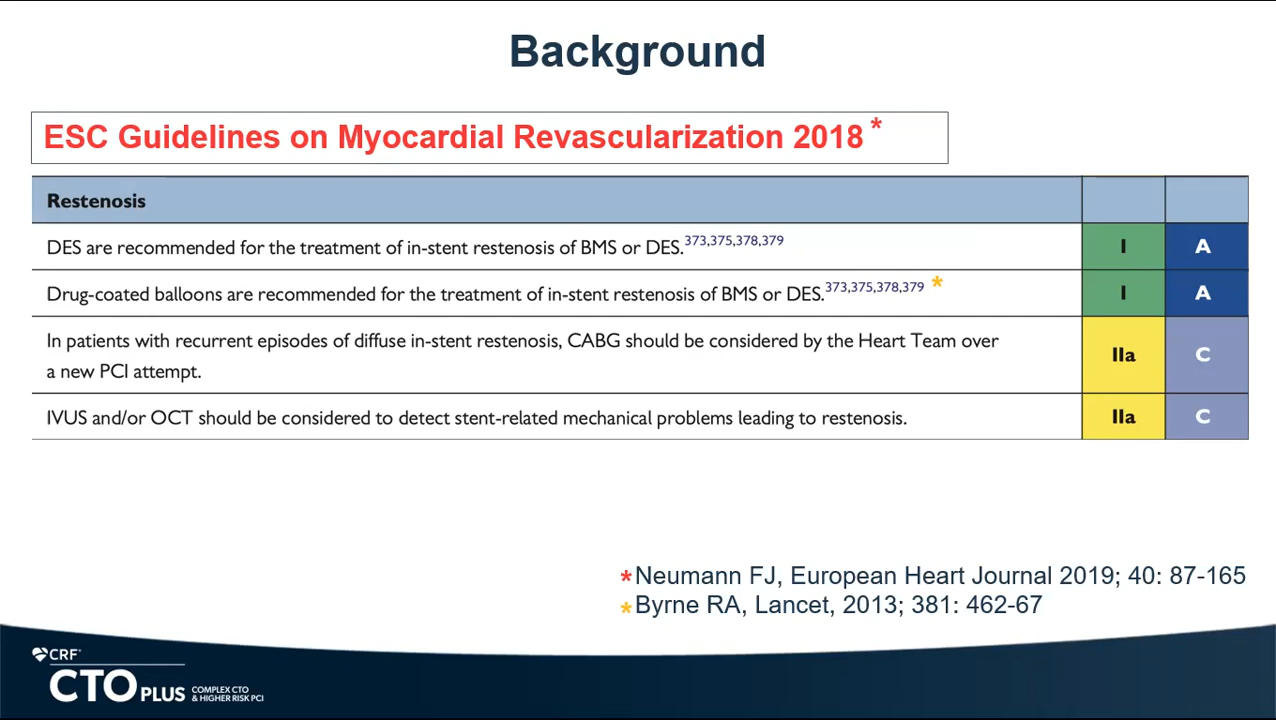 Background
ESC Guidelines on Myocardial Revascularization 2018*
Restenosis
DES are recommended for the treatment of in-stent restenosis of BMS or DES.373,375,378,379 I A
Drug-coated balloons are recommended for the treatment of in-stent restenosis of BMS or DES.373,375,378,379 * I A
In patients with recurrent episodes of diffuse in-stent restenosis, CABG should be considered by the Heart Team over
a new PCI attempt. IIa C
IVUS and/or OCT should be considered to detect stent-related mechanical problems leading to restenosis. IIa C
*Neumann FJ, European Heart Journal 2019; 40: 87-165
*Byrne RA, Lancet, 2013; 381: 462-67
CRF
CTO PLUS COMPLEX CTO
& HIGHER RISK PCI